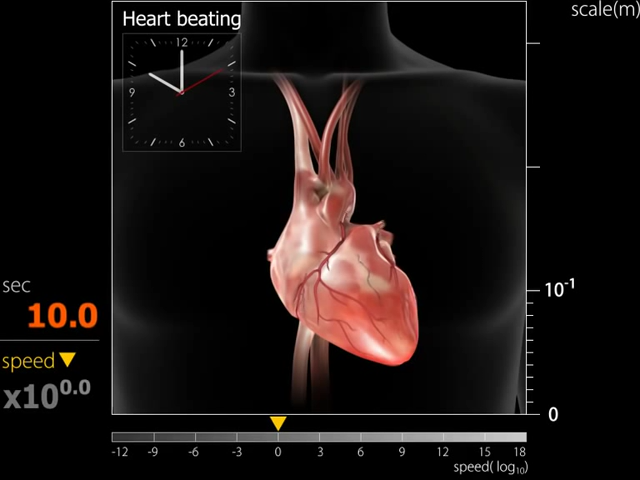 Heart beating
12
9
3
6
scale(m)
10⁻¹
0
sec
10.0
speed
x10⁰·⁰
-12 -9 -6 -3 0 3 6 9 12 15 18
speed( log₁₀)